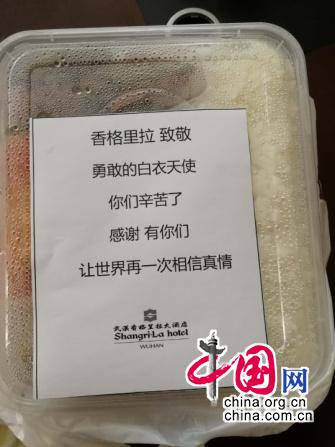 香格里拉 致敬
勇敢的白衣天使
你们辛苦了
感谢 有你们
让世界再一次相信真情
武汉香格里拉大酒店
Shangri-La hotel
WUHAN
中国网
china.org.cn
china.com.cn